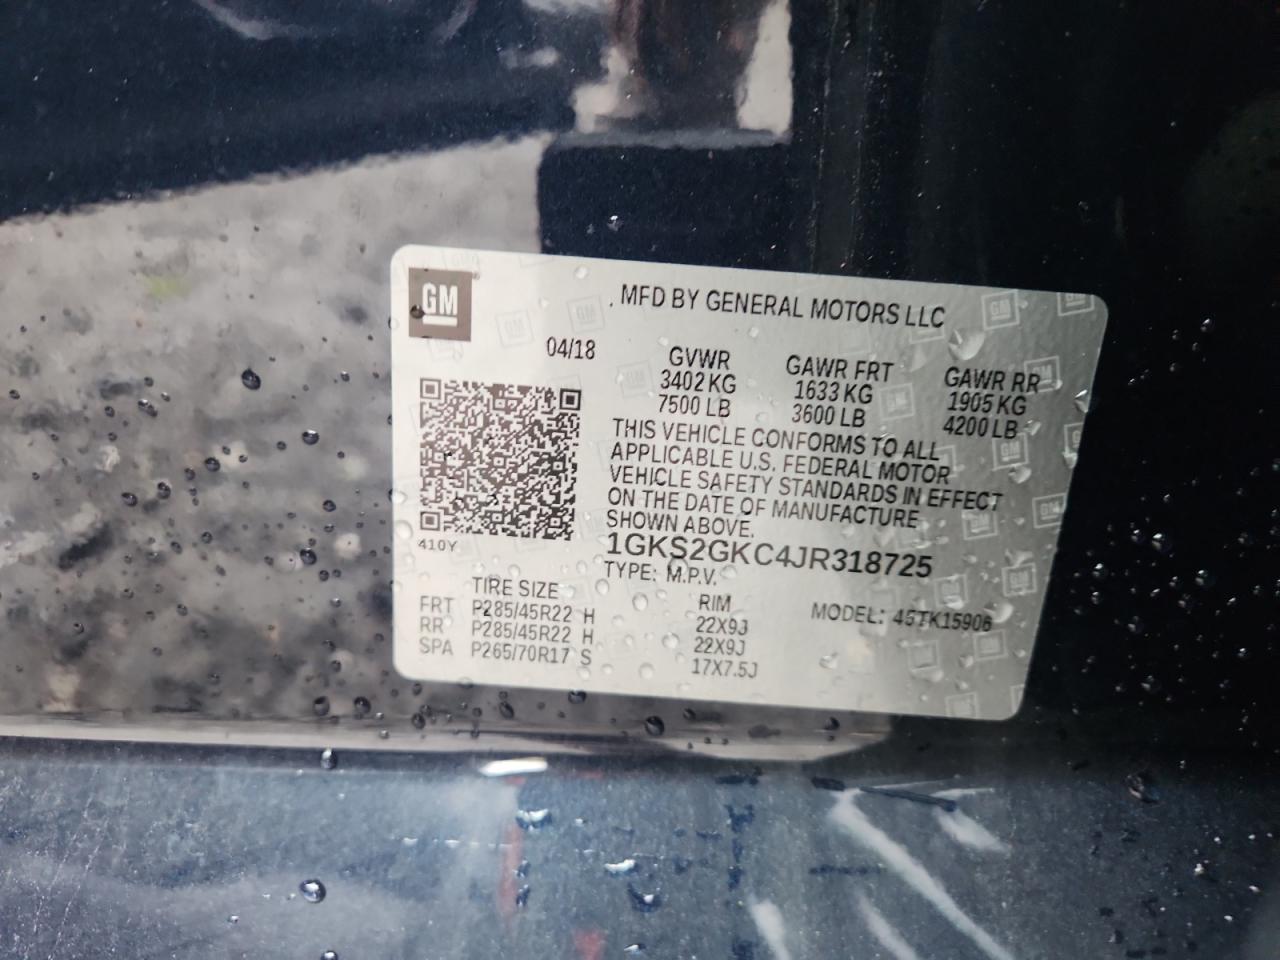 GM
MFD BY GENERAL MOTORS LLC
04/18
GVWR GAWR FRT GAWR RR
3402 KG 1633 KG 1905 KG
7500 LB 3600 LB 4200 LB
THIS VEHICLE CONFORMS TO ALL
APPLICABLE U.S. FEDERAL MOTOR
VEHICLE SAFETY STANDARDS IN EFFECT
ON THE DATE OF MANUFACTURE
SHOWN ABOVE.
410Y
1GKS2GKC4JR318725
TYPE: M.P.V. MODEL: 45TK15906
TIRE SIZE RIM
FRT P285/45R22 H 22X9J
RR P285/45R22 H 22X9J
SPA P265/70R17 S 17X7.5J